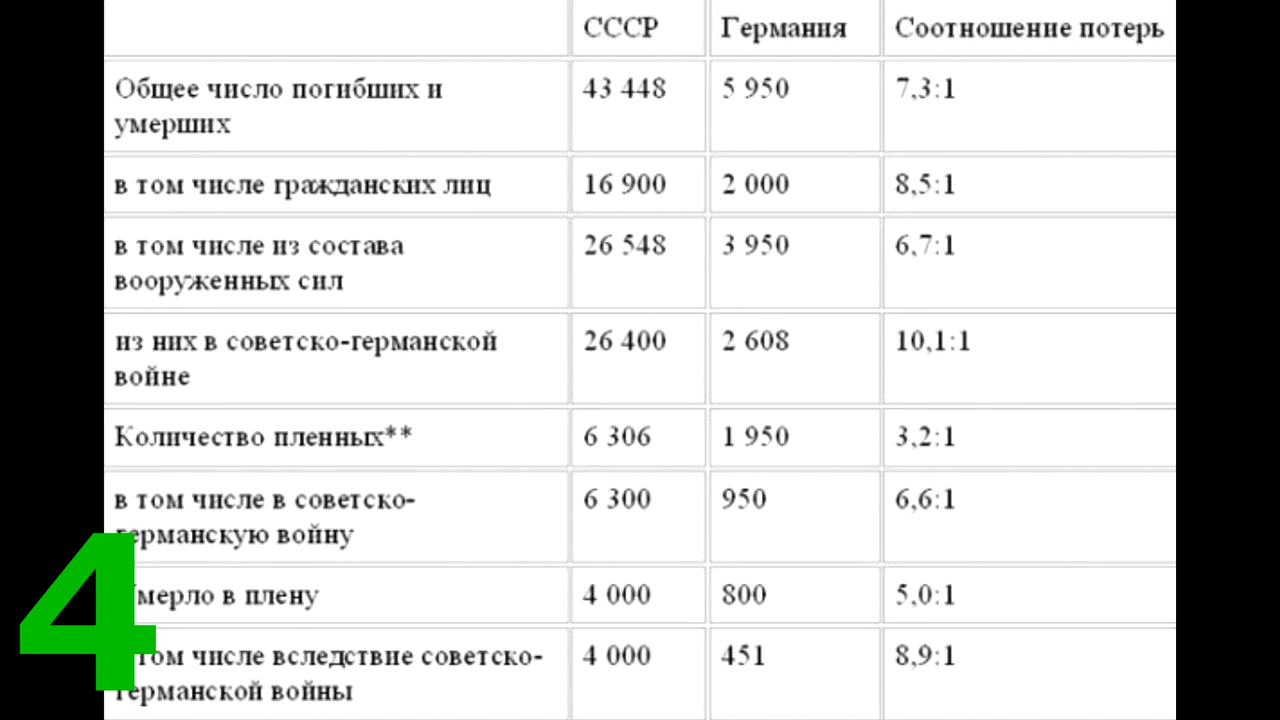 СССР Германия Соотношение потерь
Общее число погибших и 43 448 5 950 7,3:1
умерших
в том числе гражданских лиц 16 900 2 000 8,5:1
в том числе из состава 26 548 3 950 6,7:1
вооруженных сил
из них в советско-германской 26 400 2 608 10,1:1
войне
Количество пленных** 6 306 1 950 3,2:1
в том числе в советско- 6 300 950 6,6:1
германскую войну
Умерло в плену 4 000 800 5,0:1
в том числе вследствие советско- 4 000 451 8,9:1
германской войны
4